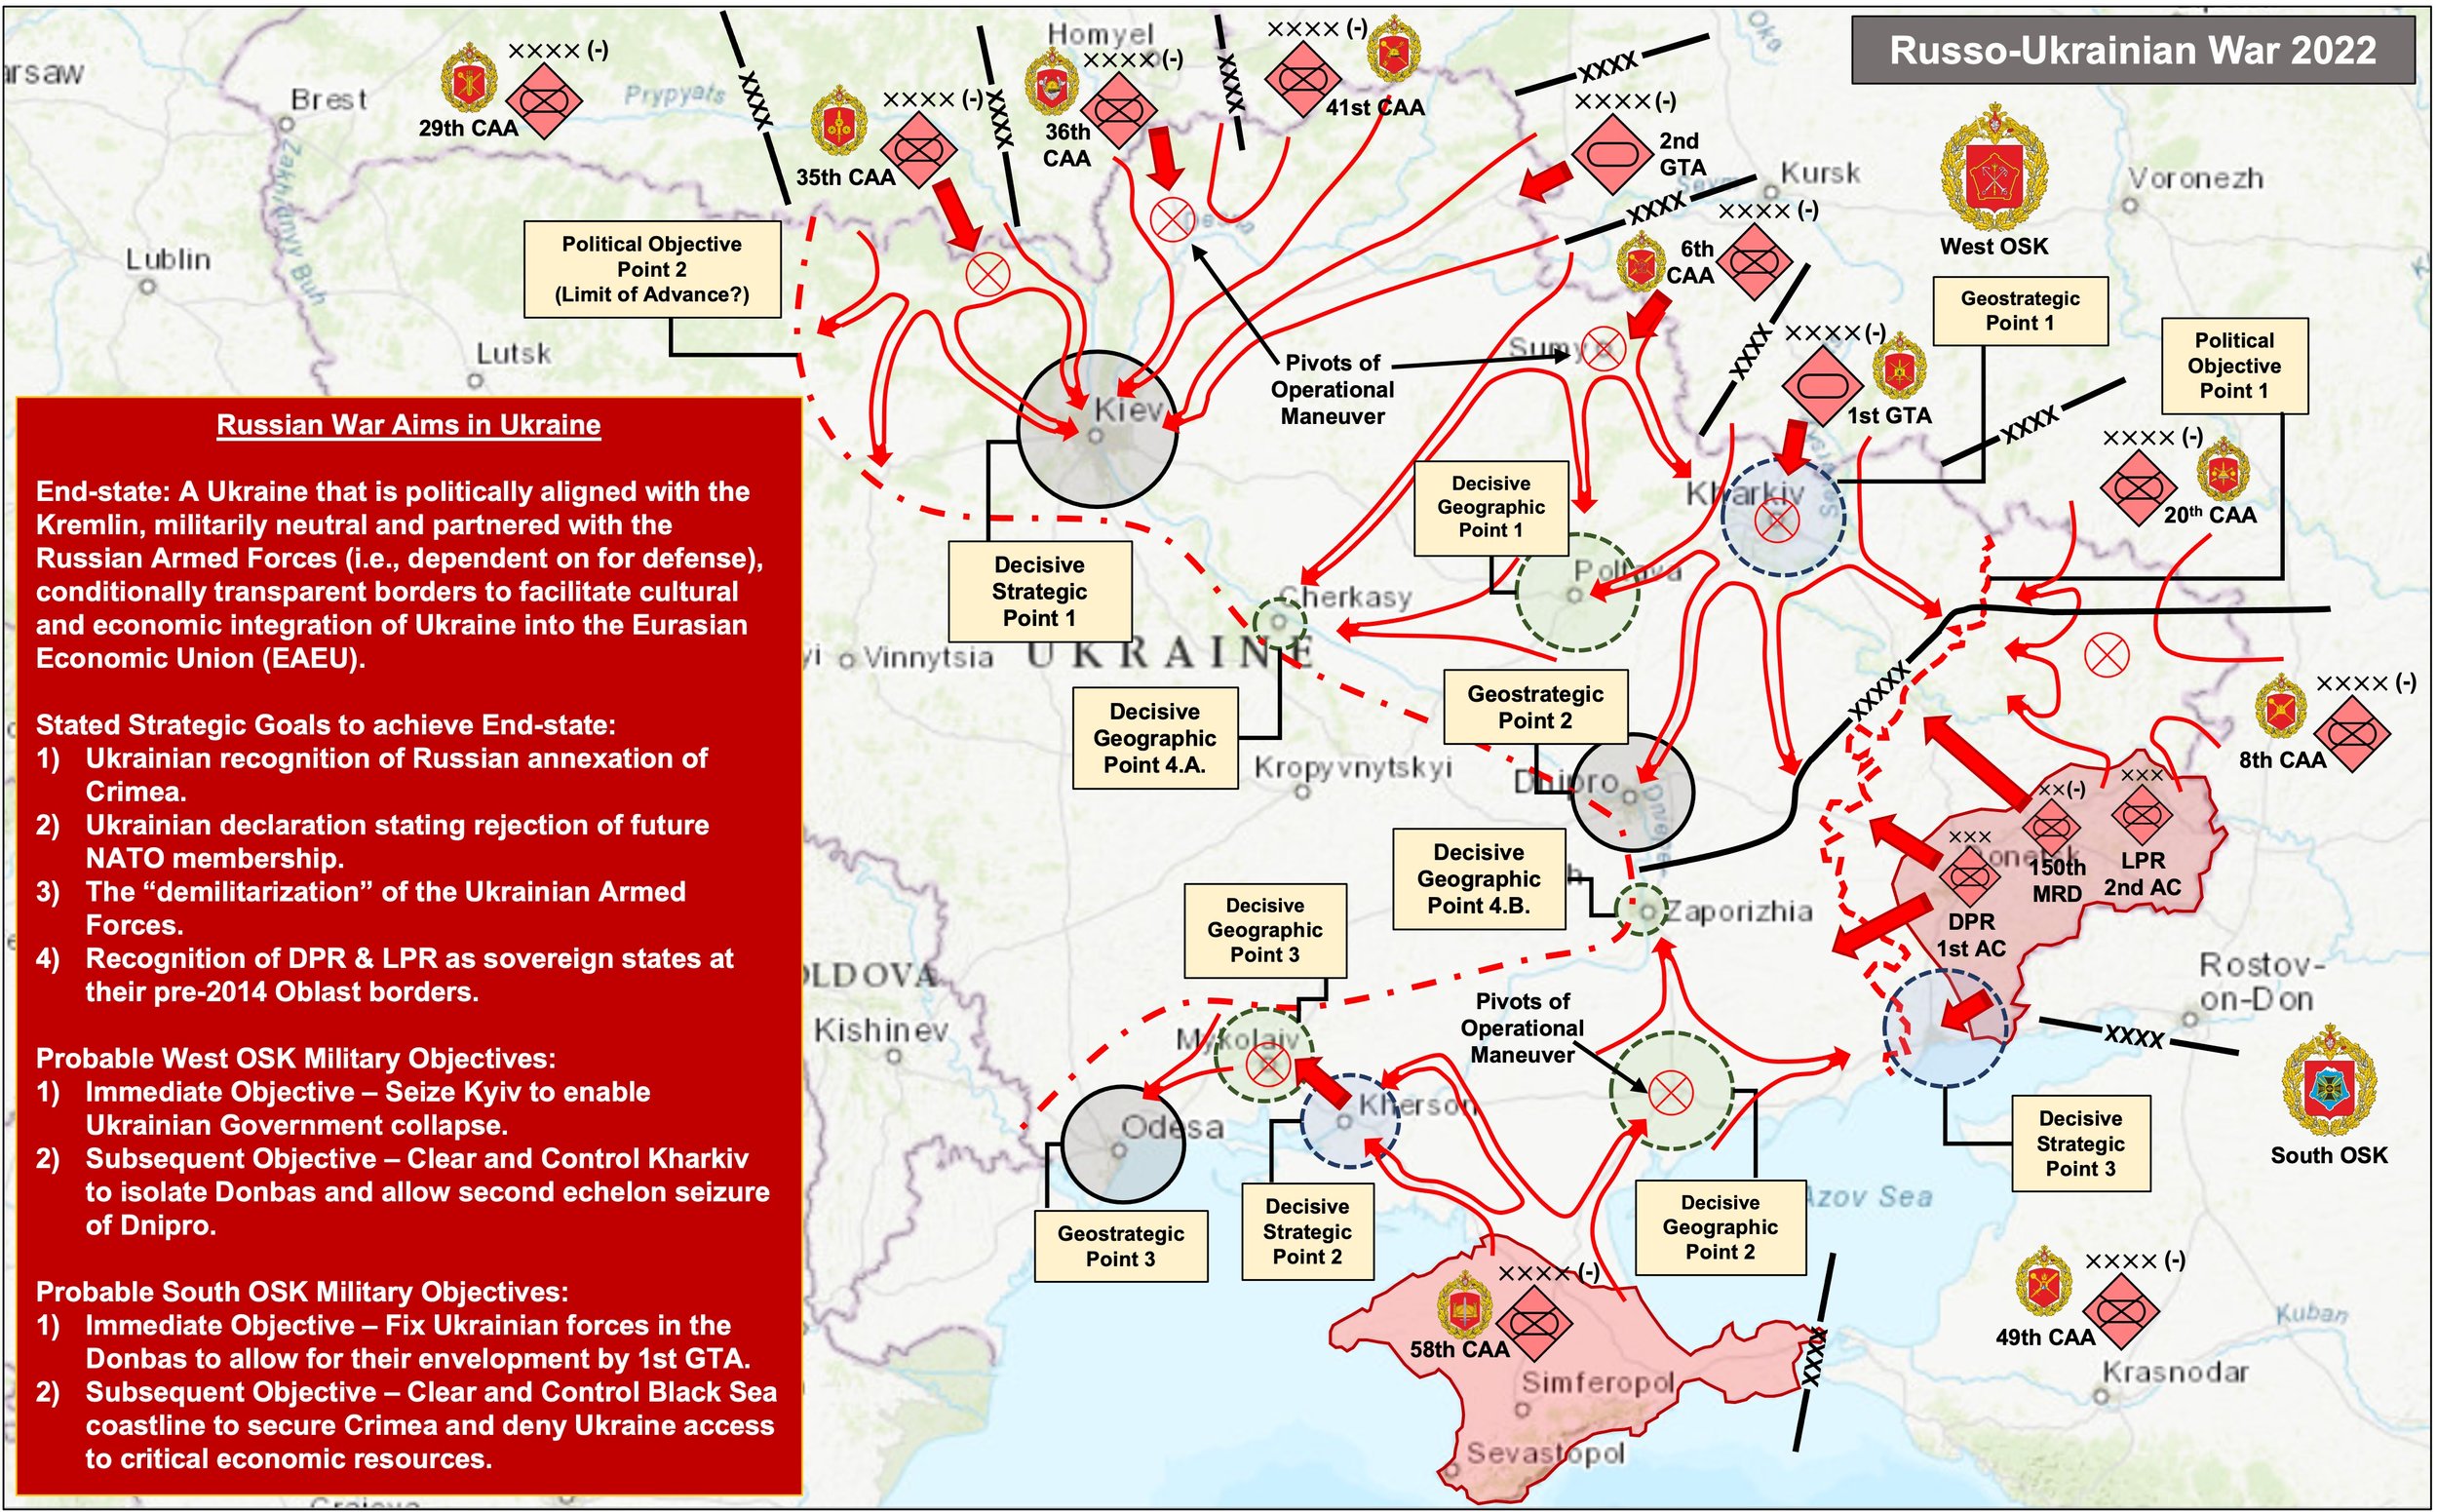 Russo-Ukrainian War 2022
arsaw
Brest
Prypyats
Zakhidnyy Buh
Lublin
Lutsk
××××(-)
29th CAA
XXXX
××××(-)
35th CAA
XXXX
Homyel
××××(-)
36th
CAA
XXXX
××××(-)
41st CAA
XXXX
Oka
××××(-)
2nd
GTA
Seym
Kursk
XXXX
××××(-)
6th
CAA
West OSK
Voronezh
Political Objective
Point 2
(Limit of Advance?)
Geostrategic
Point 1
Political
Objective
Point 1
Sumy
Pivots of
Operational
Maneuver
XXXX
××××(-)
1st GTA
XXXX
××××(-)
20th CAA
Kiev
Kharkiv
Decisive
Geographic
Point 1
Decisive
Strategic
Point 1
Poltava
Cherkasy
UKRAINE
yi
Vinnytsia
Decisive
Geographic
Point 4.A.
Geostrategic
Point 2
XXXXX
××××(-)
8th CAA
Kropyvnytskyi
Dnipro
Decisive
Geographic
Point 4.B.
h
Zaporizhia
×××
DPR
1st AC
××(-)
150th
MRD
×××
LPR
2nd AC
Donetsk
Decisive
Geographic
Point 3
OLDOVA
Kishinev
Mykolaiv
Pivots of
Operational
Maneuver
Rostov-
on-Don
XXXX
South OSK
Odesa
Kherson
Geostrategic
Point 3
Decisive
Strategic
Point 2
Decisive
Geographic
Point 2
Azov Sea
Decisive
Strategic
Point 3
××××(-)
58th CAA
XXXX
××××(-)
49th CAA
Kuban
Krasnodar
Simferopol
Sevastopol
Russian War Aims in Ukraine
End-state: A Ukraine that is politically aligned with the
Kremlin, militarily neutral and partnered with the
Russian Armed Forces (i.e., dependent on for defense),
conditionally transparent borders to facilitate cultural
and economic integration of Ukraine into the Eurasian
Economic Union (EAEU).
Stated Strategic Goals to achieve End-state:
1) Ukrainian recognition of Russian annexation of
Crimea.
2) Ukrainian declaration stating rejection of future
NATO membership.
3) The “demilitarization” of the Ukrainian Armed
Forces.
4) Recognition of DPR & LPR as sovereign states at
their pre-2014 Oblast borders.
Probable West OSK Military Objectives:
1) Immediate Objective – Seize Kyiv to enable
Ukrainian Government collapse.
2) Subsequent Objective – Clear and Control Kharkiv
to isolate Donbas and allow second echelon seizure
of Dnipro.
Probable South OSK Military Objectives:
1) Immediate Objective – Fix Ukrainian forces in the
Donbas to allow for their envelopment by 1st GTA.
2) Subsequent Objective – Clear and Control Black Sea
coastline to secure Crimea and deny Ukraine access
to critical economic resources.